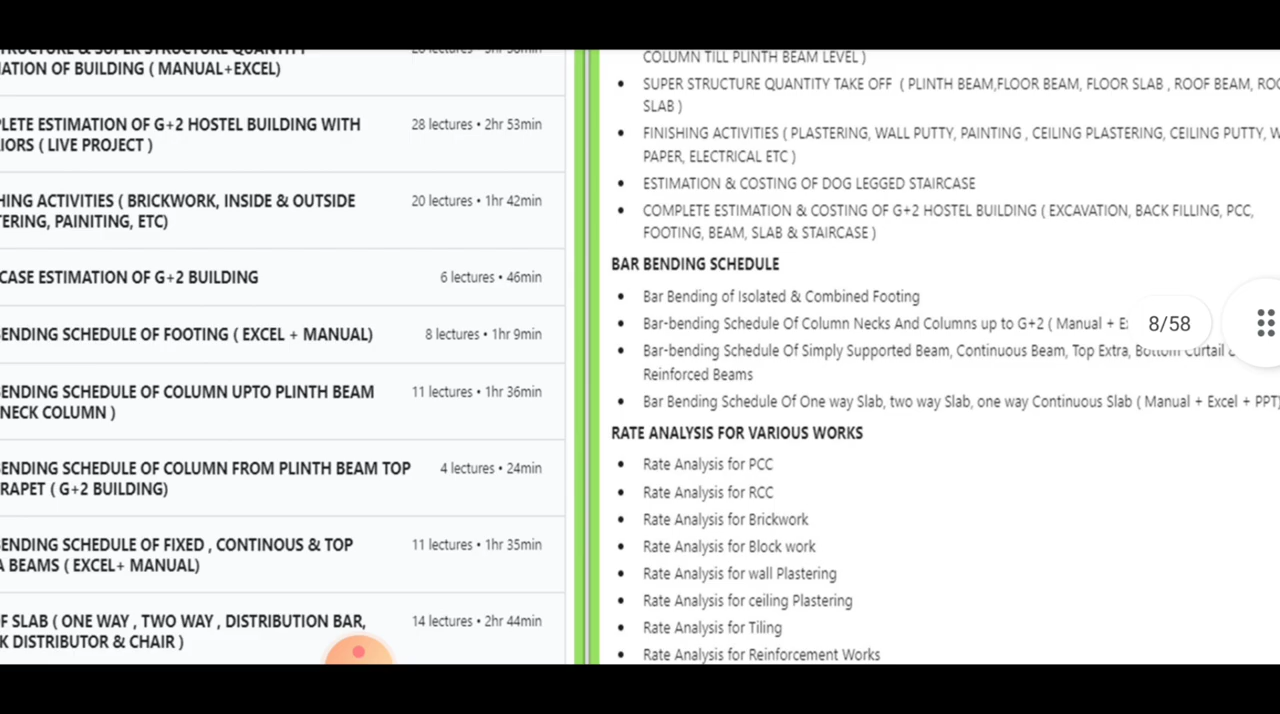 ATION OF BUILDING ( MANUAL+EXCEL)
PLETE ESTIMATION OF G+2 HOSTEL BUILDING WITH
28 lectures • 2hr 53min
IORS ( LIVE PROJECT )
HING ACTIVITIES ( BRICKWORK, INSIDE & OUTSIDE
20 lectures • 1hr 42min
TERING, PAINITING, ETC)
CASE ESTIMATION OF G+2 BUILDING
6 lectures • 46min
ENDING SCHEDULE OF FOOTING ( EXCEL + MANUAL)
8 lectures • 1hr 9min
ENDING SCHEDULE OF COLUMN UPTO PLINTH BEAM
11 lectures • 1hr 36min
NECK COLUMN )
ENDING SCHEDULE OF COLUMN FROM PLINTH BEAM TOP
4 lectures • 24min
RAPET ( G+2 BUILDING)
ENDING SCHEDULE OF FIXED , CONTINOUS & TOP
11 lectures • 1hr 35min
A BEAMS ( EXCEL+ MANUAL)
F SLAB ( ONE WAY , TWO WAY , DISTRIBUTION BAR,
14 lectures • 2hr 44min
K DISTRIBUTOR & CHAIR )
COLUMN TILL PLINTH BEAM LEVEL )
• SUPER STRUCTURE QUANTITY TAKE OFF ( PLINTH BEAM,FLOOR BEAM, FLOOR SLAB , ROOF BEAM, ROO
SLAB )
• FINISHING ACTIVITIES ( PLASTERING, WALL PUTTY, PAINTING , CEILING PLASTERING, CEILING PUTTY, W
PAPER, ELECTRICAL ETC )
• ESTIMATION & COSTING OF DOG LEGGED STAIRCASE
• COMPLETE ESTIMATION & COSTING OF G+2 HOSTEL BUILDING ( EXCAVATION, BACK FILLING, PCC,
FOOTING, BEAM, SLAB & STAIRCASE )
BAR BENDING SCHEDULE
• Bar Bending of Isolated & Combined Footing
• Bar-bending Schedule Of Column Necks And Columns up to G+2 ( Manual + E
8/58
• Bar-bending Schedule Of Simply Supported Beam, Continuous Beam, Top Extra, Bottom Curtail &
Reinforced Beams
• Bar Bending Schedule Of One way Slab, two way Slab, one way Continuous Slab ( Manual + Excel + PPT)
RATE ANALYSIS FOR VARIOUS WORKS
• Rate Analysis for PCC
• Rate Analysis for RCC
• Rate Analysis for Brickwork
• Rate Analysis for Block work
• Rate Analysis for wall Plastering
• Rate Analysis for ceiling Plastering
• Rate Analysis for Tiling
• Rate Analysis for Reinforcement Works